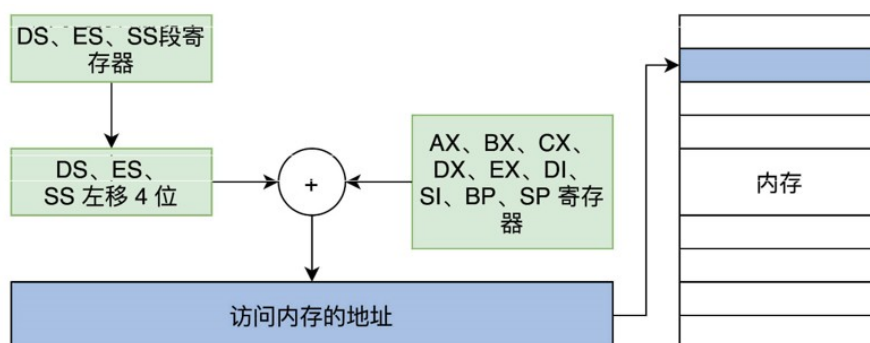 DS、ES、SS段寄
存器
DS、ES、
SS 左移 4 位
+
AX、BX、CX、
DX、EX、DI、
SI、BP、SP 寄存
器
内存
访问内存的地址